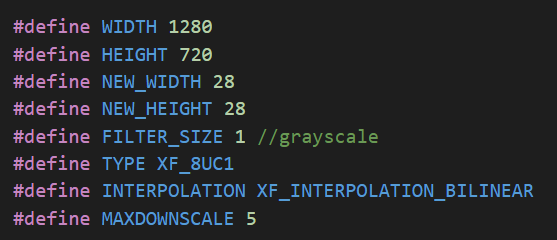 #define WIDTH 1280
#define HEIGHT 720
#define NEW_WIDTH 28
#define NEW_HEIGHT 28
#define FILTER_SIZE 1 //grayscale
#define TYPE XF_8UC1
#define INTERPOLATION XF_INTERPOLATION_BILINEAR
#define MAXDOWNSCALE 5